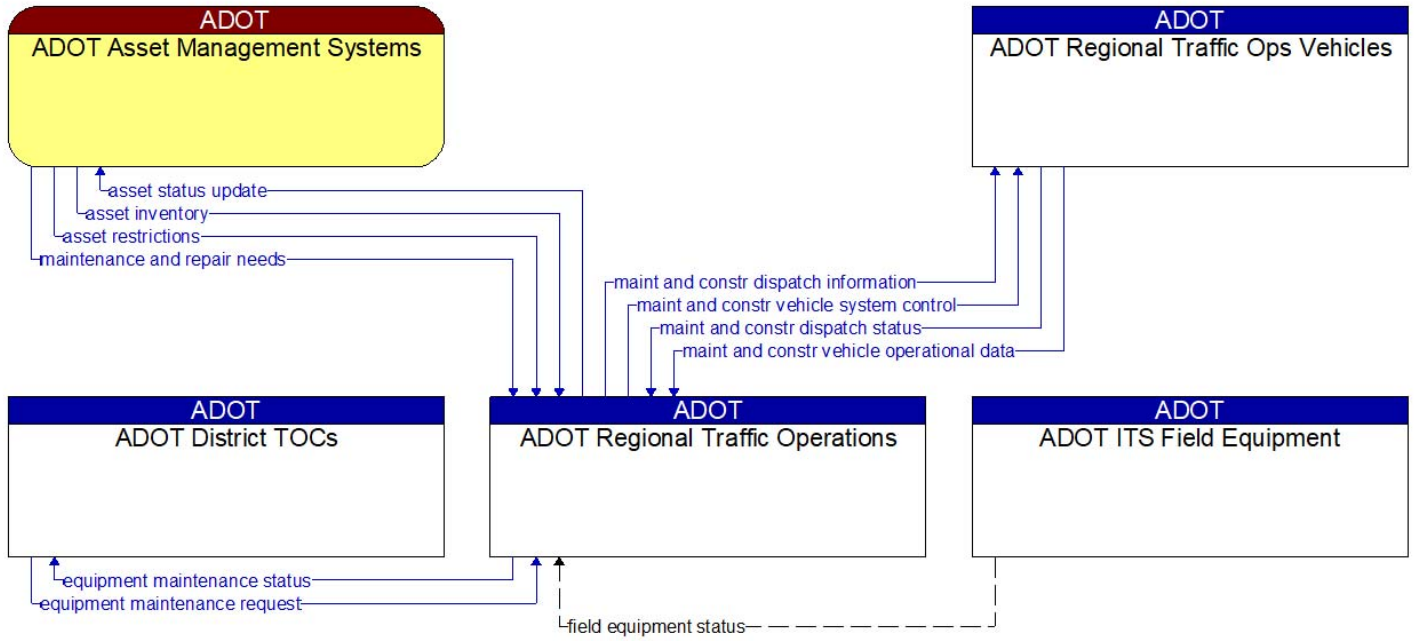 ADOT
ADOT Asset Management Systems
ADOT
ADOT Regional Traffic Ops Vehicles
asset status update
asset inventory
asset restrictions
maintenance and repair needs
maint and constr dispatch information
maint and constr vehicle system control
maint and constr dispatch status
maint and constr vehicle operational data
ADOT
ADOT District TOCs
ADOT
ADOT Regional Traffic Operations
ADOT
ADOT ITS Field Equipment
equipment maintenance status
equipment maintenance request
field equipment status